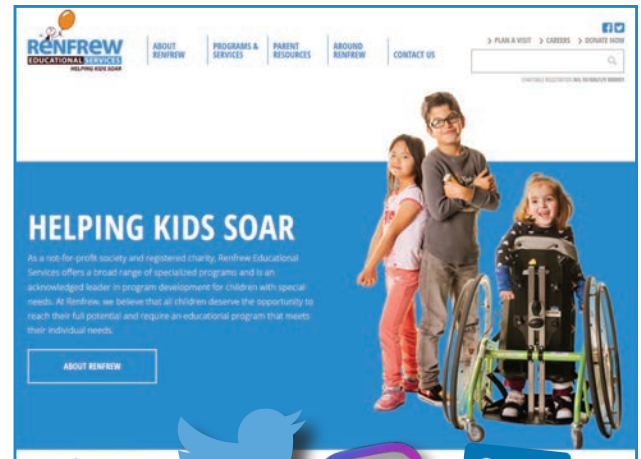 RENFREW
EDUCATIONAL SERVICES
HELPING KIDS SOAR
ABOUT
RENFREW
PROGRAMS &
SERVICES
PARENT
RESOURCES
AROUND
RENFREW
CONTACT US
> PLAN A VISIT > CAREERS > DONATE NOW
CHARITABLE REGISTRATION NO.
HELPING KIDS SOAR
As a not-for-profit society and registered charity, Renfrew Educational
Services offers a broad range of specialized programs and is an
acknowledged leader in program development for children with special
needs. At Renfrew, we believe that all children deserve the opportunity to
reach their full potential and require an educational program that meets
their individual needs.
ABOUT RENFREW